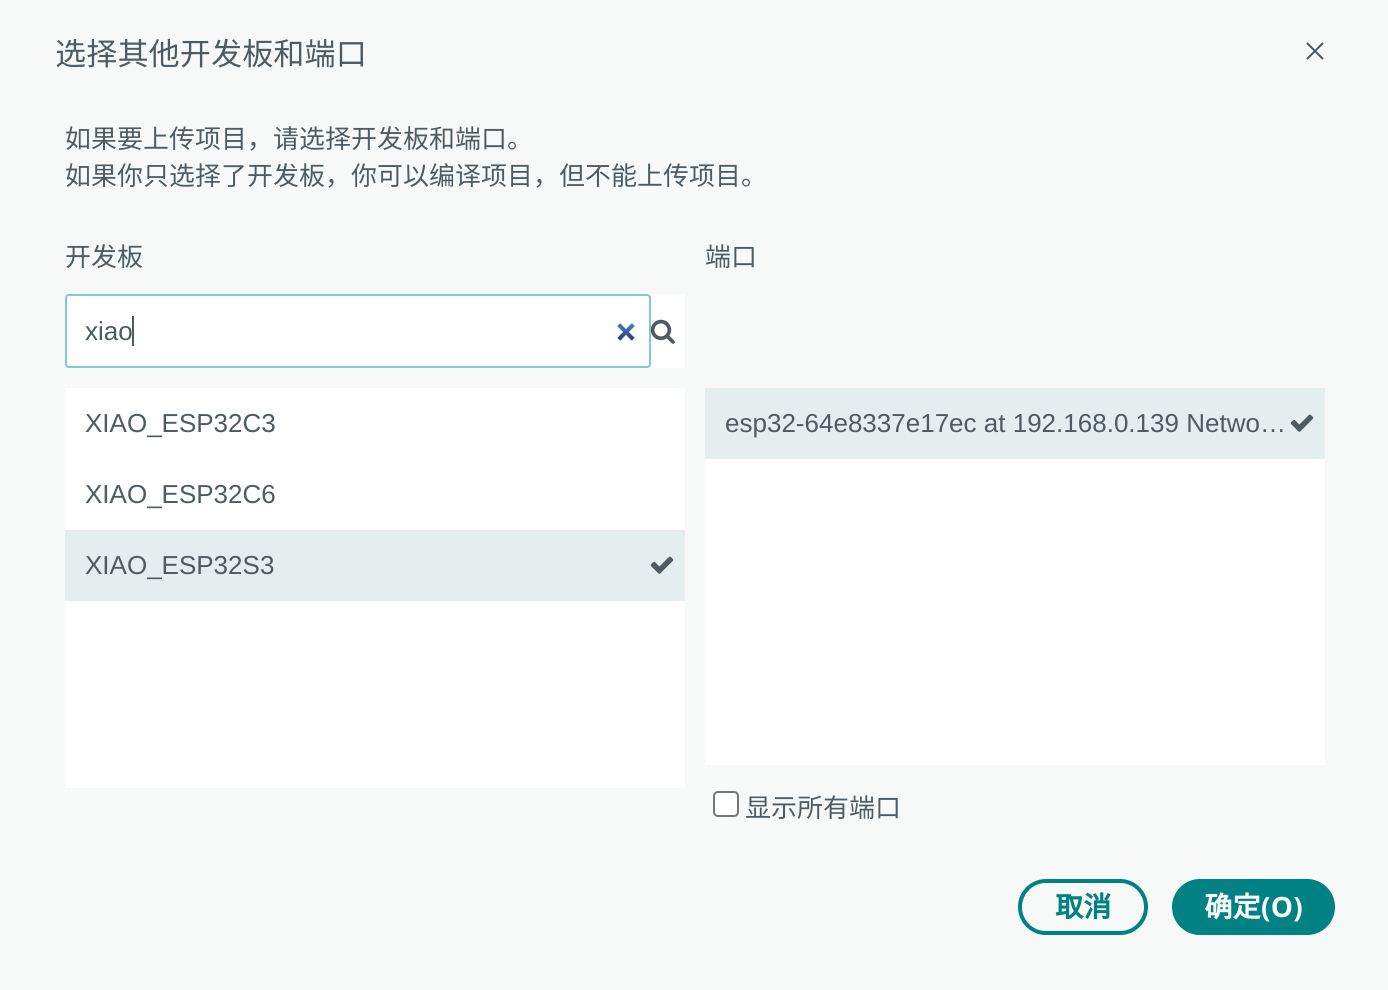 选择其他开发板和端口
如果要上传项目，请选择开发板和端口。
如果你只选择了开发板，你可以编译项目，但不能上传项目。
开发板
端口
xiao
XIAO_ESP32C3
XIAO_ESP32C6
XIAO_ESP32S3
esp32-64e8337e17ec at 192.168.0.139 Netwo…
显示所有端口
取消
确定(O)